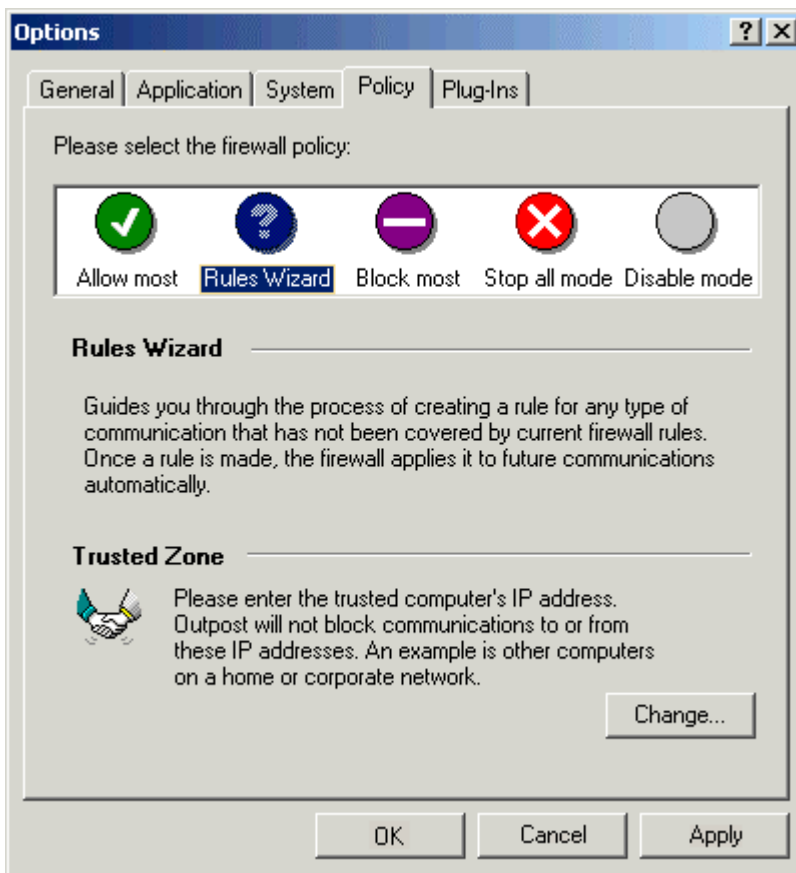 Options
General Application System Policy Plug-Ins
Please select the firewall policy:
Allow most Rules Wizard Block most Stop all mode Disable mode
Rules Wizard
Guides you through the process of creating a rule for any type of
communication that has not been covered by current firewall rules.
Once a rule is made, the firewall applies it to future communications
automatically.
Trusted Zone
Please enter the trusted computer's IP address.
Outpost will not block communications to or from
these IP addresses. An example is other computers
on a home or corporate network.
Change...
OK Cancel Apply